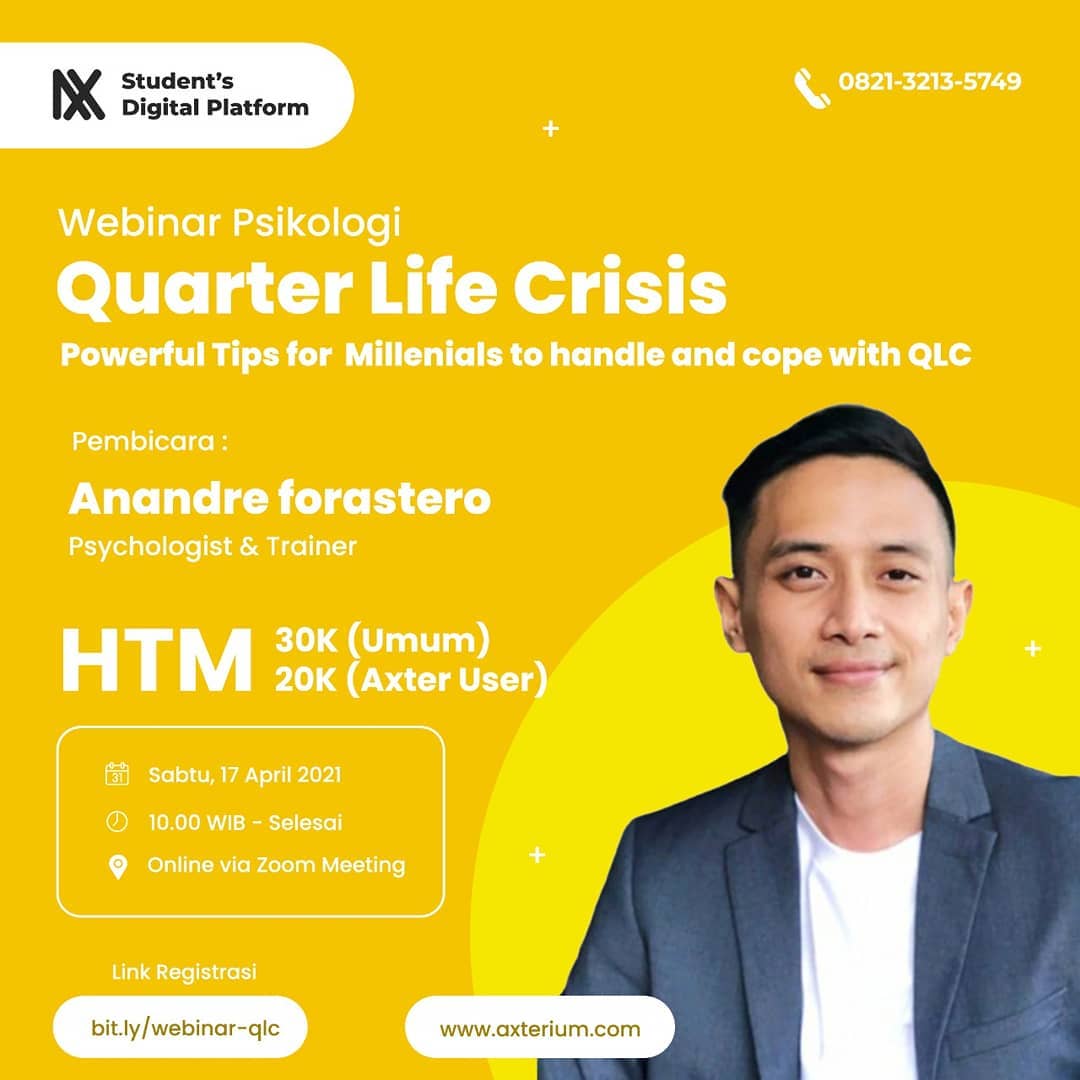 Student's
Digital Platform
0821-3213-5749
Webinar Psikologi
Quarter Life Crisis
Powerful Tips for Millenials to handle and cope with QLC
Pembicara :
Anandre forastero
Psychologist & Trainer
HTM
30K (Umum)
20K (Axter User)
31
Sabtu, 17 April 2021
10.00 WIB - Selesai
Online via Zoom Meeting
Link Registrasi
bit.ly/webinar-qlc
www.axterium.com